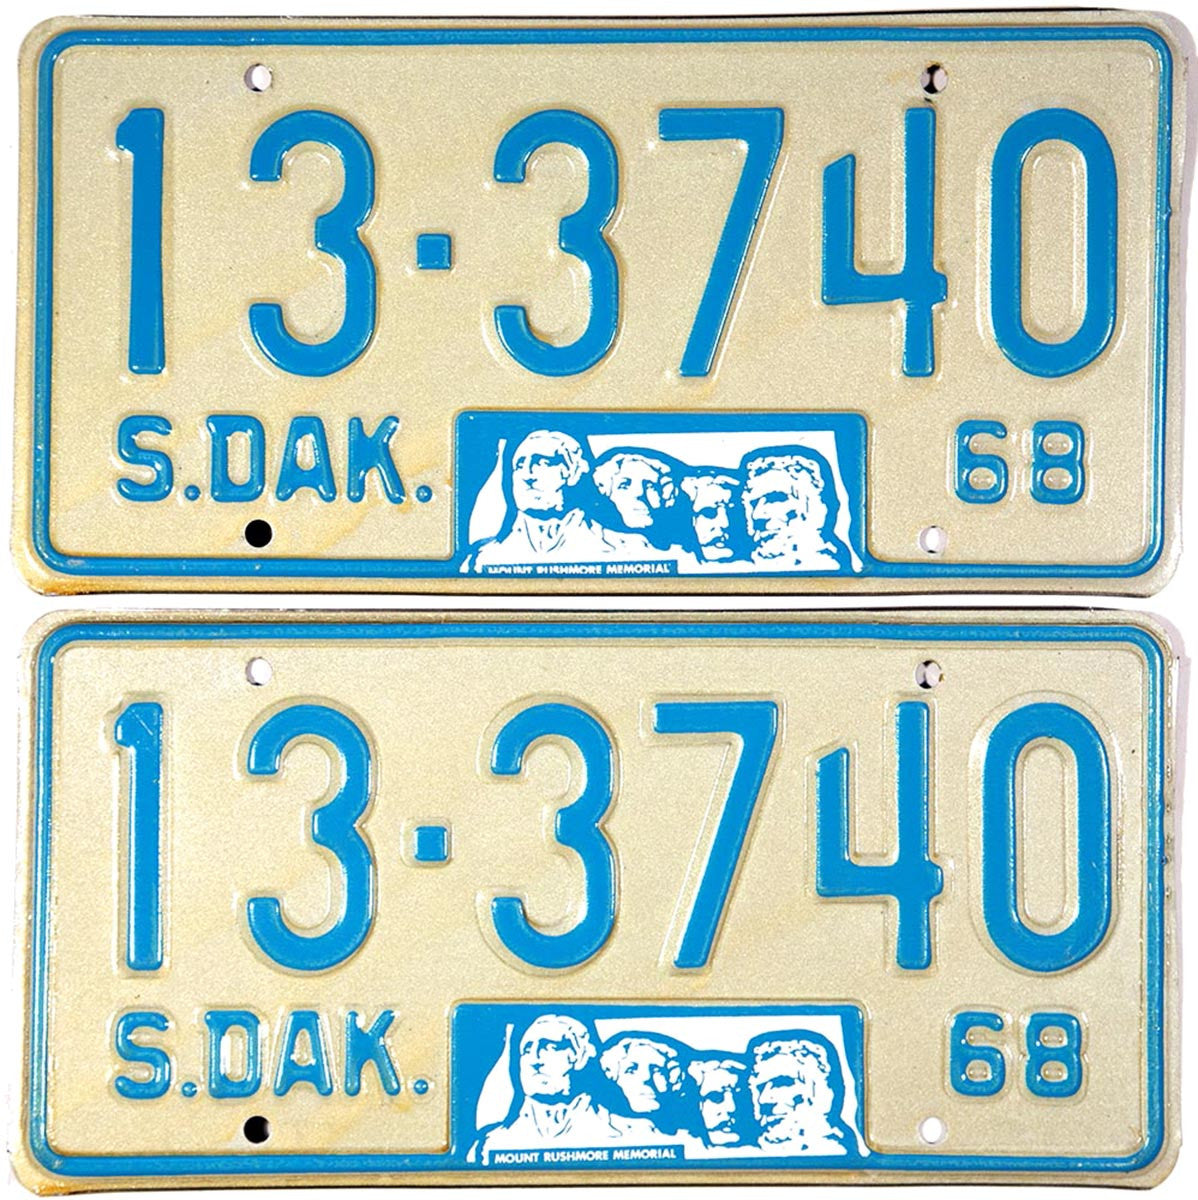 13-3740
S.DAK. 68
MOUNT RUSHMORE MEMORIAL
13-3740
S.DAK. 68
MOUNT RUSHMORE MEMORIAL